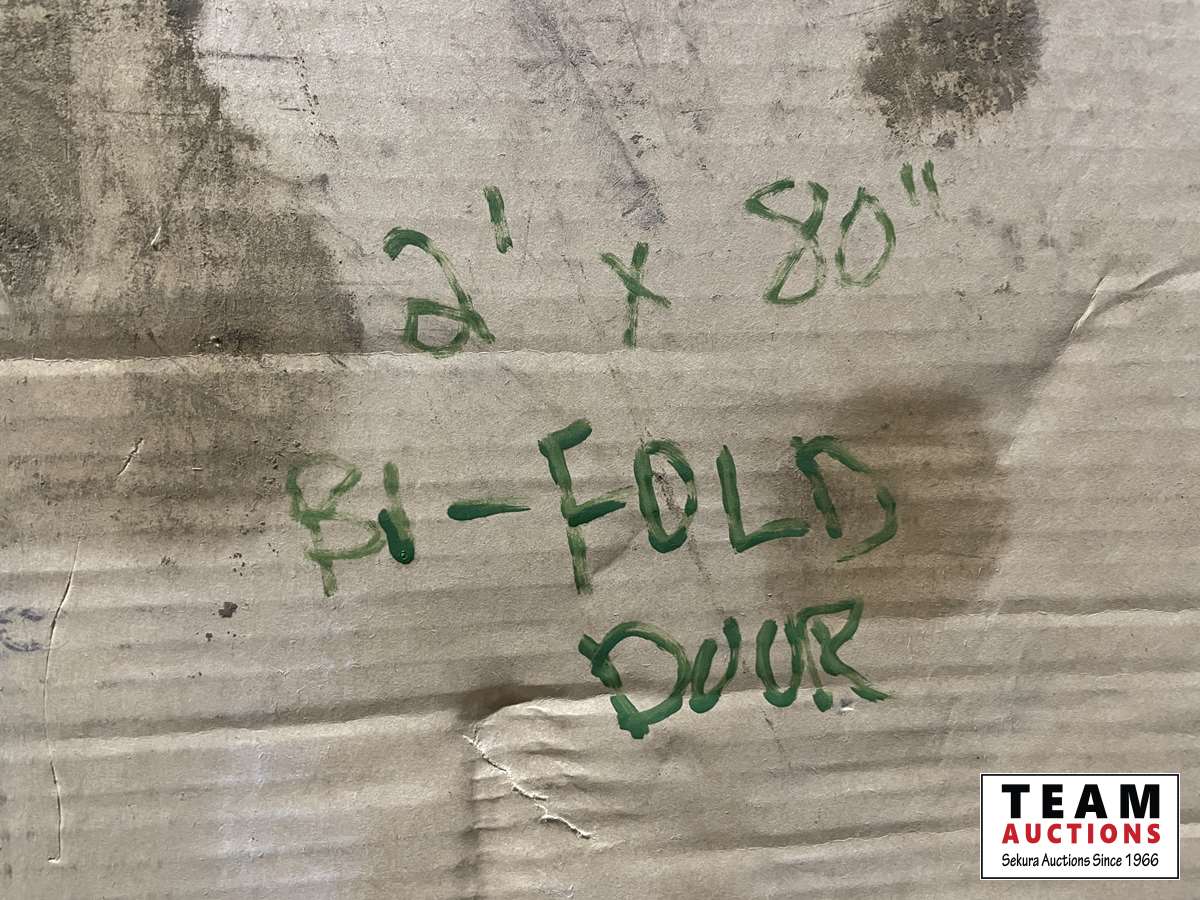 2' x 80"
BI-FOLD
DOOR
TEAM
AUCTIONS
Sekura Auctions Since 1966